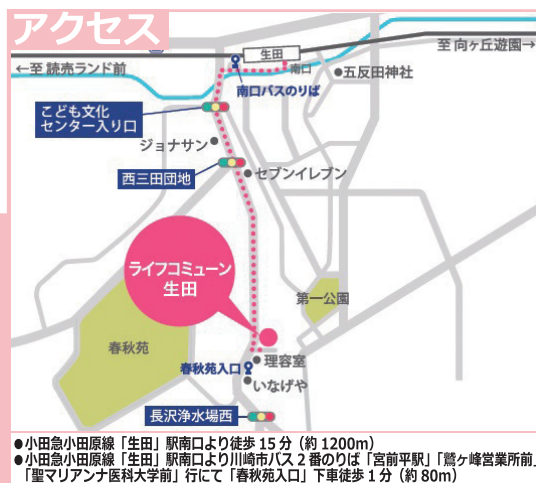 アクセス
生田
至 向ヶ丘遊園→
←至 読売ランド前
南口
南口バスのりば
五反田神社
こども文化
センター入り口
ジョナサン
セブンイレブン
西三田団地
ライフコミューン
生田
第一公園
春秋苑
理容室
春秋苑入口
いなげや
長沢浄水場西
●小田急小田原線「生田」駅南口より徒歩15分（約1200m）
●小田急小田原線「生田」駅南口より川崎市バス2番のりば「宮前平駅」「鷲ヶ峰営業所前」
「聖マリアンナ医科大学前」行にて「春秋苑入口」下車徒歩1分（約80m）